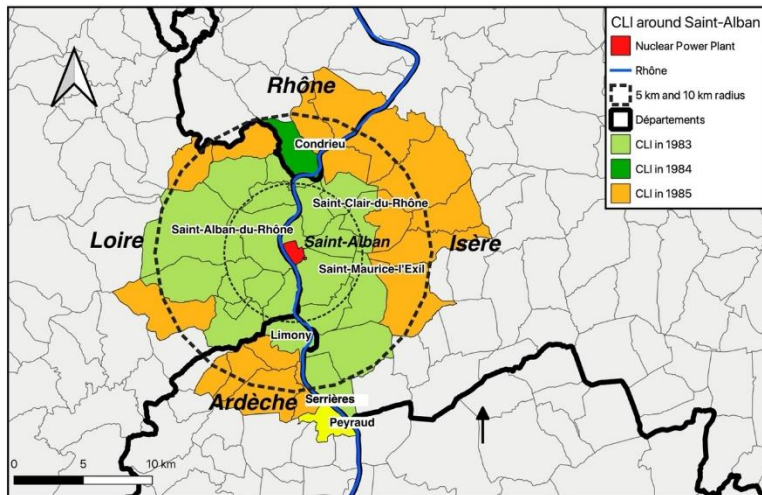 CLI around Saint-Alban
Nuclear Power Plant
Rhône
5 km and 10 km radius
Départements
CLI in 1983
CLI in 1984
CLI in 1985
Rhône
Condrieu
Saint-Clair-du-Rhône
Loire
Saint-Alban-du-Rhône
Saint-Alban
Isère
Saint-Maurice-l'Exil
Limony
Ardèche
Serrières
Peyraud
0 5 10 km